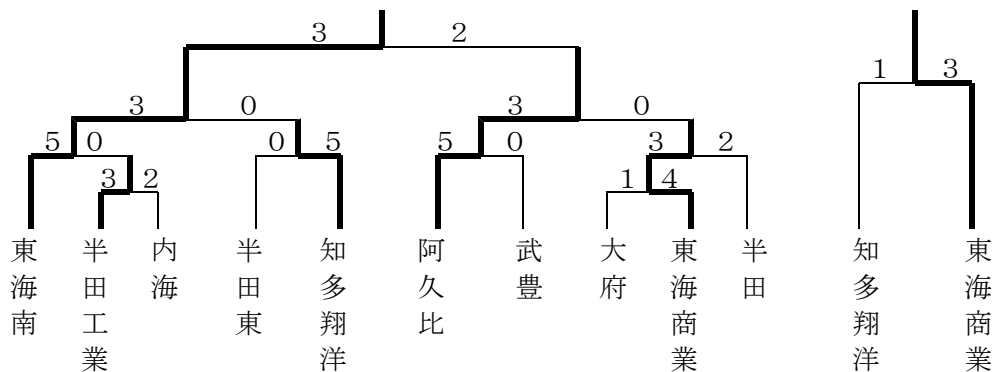 3 2
1 3
3 0 3 0
5 0 0 5 5 0 3 2
3 2 1 4
東海南
半田工業
内海
半田東
知多翔洋
阿久比
武豊
大府
東海商業
半田
知多翔洋
東海商業